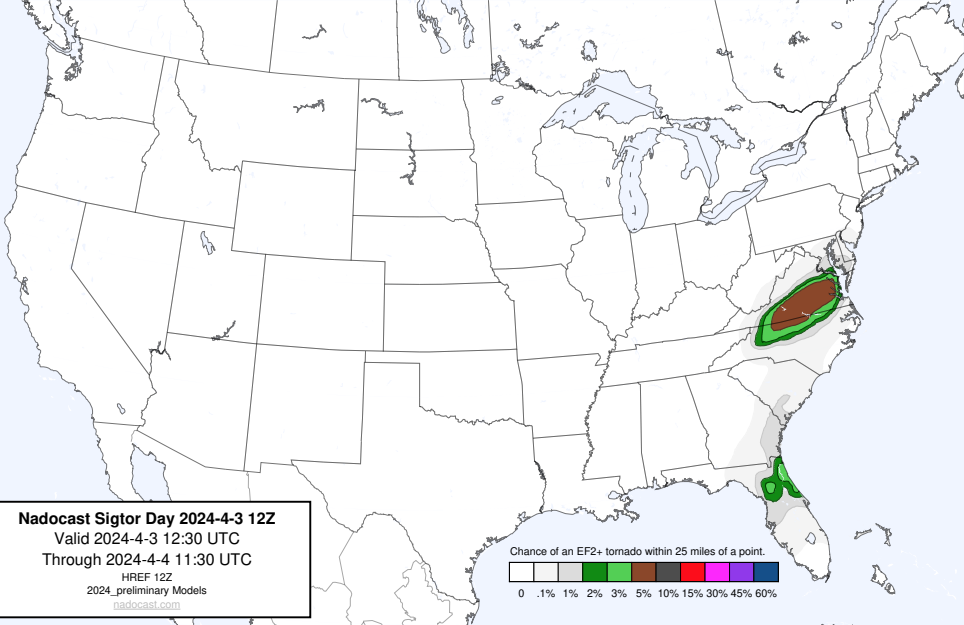 Nadocast Sigtor Day 2024-4-3 12Z
Valid 2024-4-3 12:30 UTC
Through 2024-4-4 11:30 UTC
HREF 12Z
2024_preliminary Models
nadocast.com
Chance of an EF2+ tornado within 25 miles of a point.
0 .1% 1% 2% 3% 5% 10% 15% 30% 45% 60%